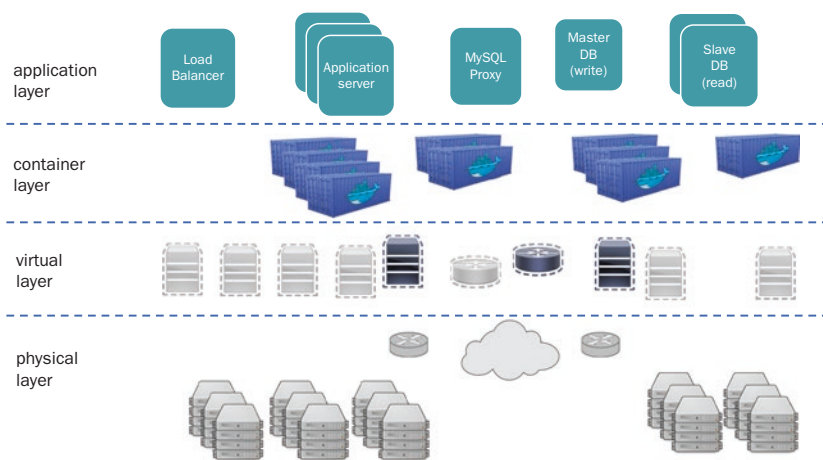 application
layer
Load
Balancer
Application
server
MySQL
Proxy
Master
DB
(write)
Slave
DB
(read)
container
layer
virtual
layer
physical
layer